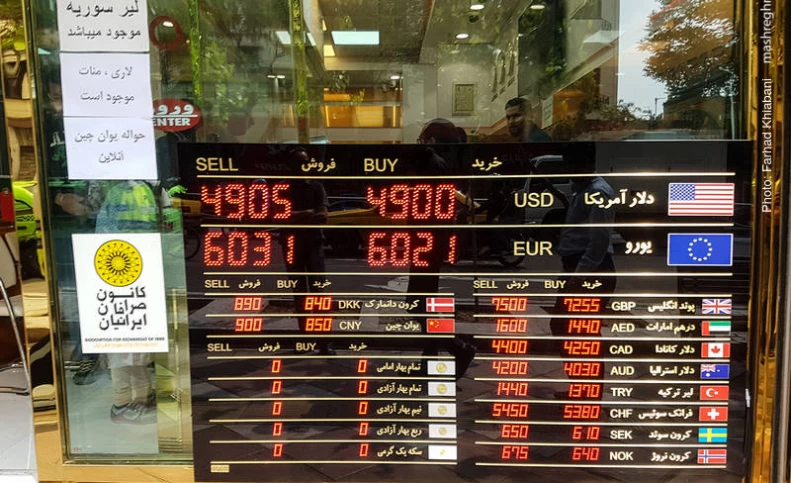 لیر سوریه
موجود میباشد
لاری ، منات
موجود است
حواله یوان چین
آنلاین
ورود
ENTER
کانون
صرافان
ایرانیان
SELL فروش BUY خرید
4905 4900 USD دلار آمریکا
6031 6021 EUR یورو
SELL فروش BUY خرید
890 840 DKK کرون دانمارک
900 850 CNY یوان چین
SELL فروش BUY خرید
0 0 تمام بهار امامی
0 0 تمام بهار آزادی
0 0 نیم بهار آزادی
0 0 ربع بهار آزادی
0 0 سکه یک گرمی
SELL فروش BUY خرید
7500 7255 GBP پوند انگلیس
1600 1440 AED درهم امارات
4400 4250 CAD دلار کانادا
4200 4030 AUD دلار استرالیا
1440 1370 TRY لیر ترکیه
5450 5380 CHF فرانک سوئیس
650 610 SEK کرون سوئد
675 640 NOK کرون نروژ
Photo: Farhad Khiabani mashregh